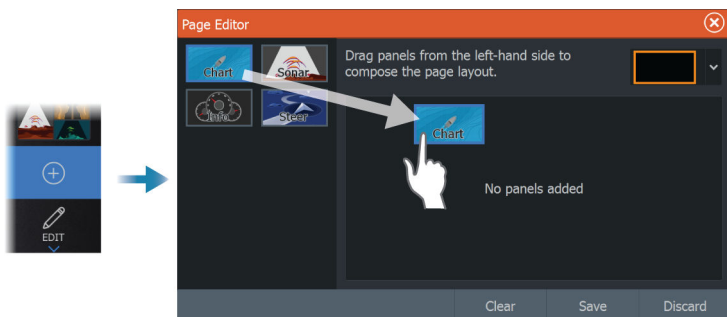 EDIT
Page Editor
Chart
Sonar
Info
Steer
Drag panels from the left-hand side to
compose the page layout.
Chart
No panels added
Clear
Save
Discard